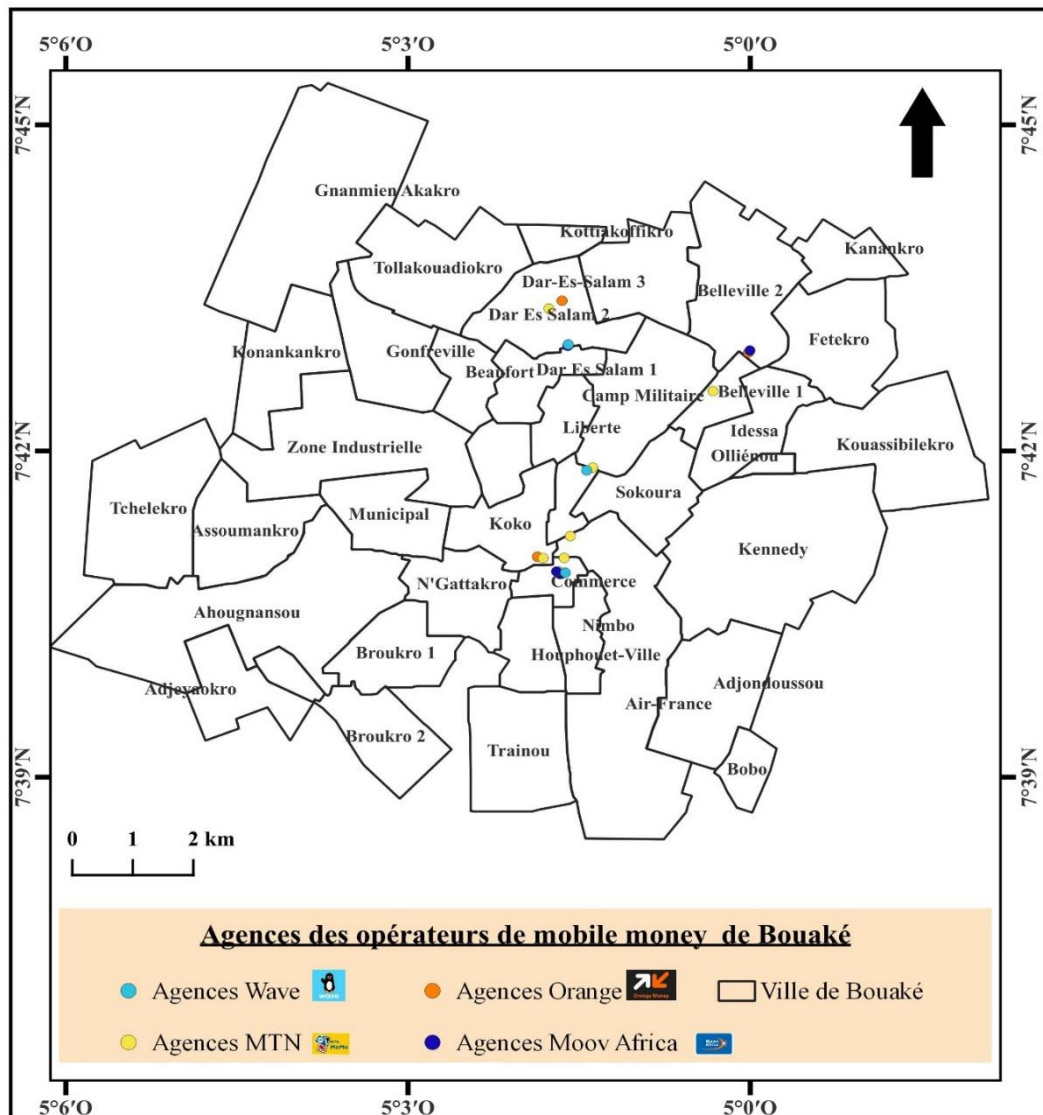 5°6'O 5°3'O 5°0'O
7°45'N 7°45'N
Gnanmien Akakro
Kottiakoffikro
Kanankro
Tollakouadiokro
Dar-Es-Salam 3
Belleville 2
Dar Es Salam 2
Fetekro
Konankankro
Gonfreville
Beaufort
Dar Es Salam 1
Camp Militaire
Belleville 1
Liberte
Idessa
Olliénou
Kouassibilekro
Zone Industrielle
7°42'N 7°42'N
Sokoura
Tchelekro
Municipal
Koko
Assoumankro
Kennedy
N'Gattakro
Commerce
Ahougnansou
Nimbo
Broukro 1
Houphouet-Ville
Adjeyaokro
Adjondoussou
Air-France
Broukro 2
Trainou
Bobo
7°39'N 7°39'N
0 1 2 km
Agences des opérateurs de mobile money de Bouaké
Agences Wave wave
Agences Orange Orange Money
Ville de Bouaké
Agences MTN MoMo
Agences Moov Africa
5°6'O 5°3'O 5°0'O